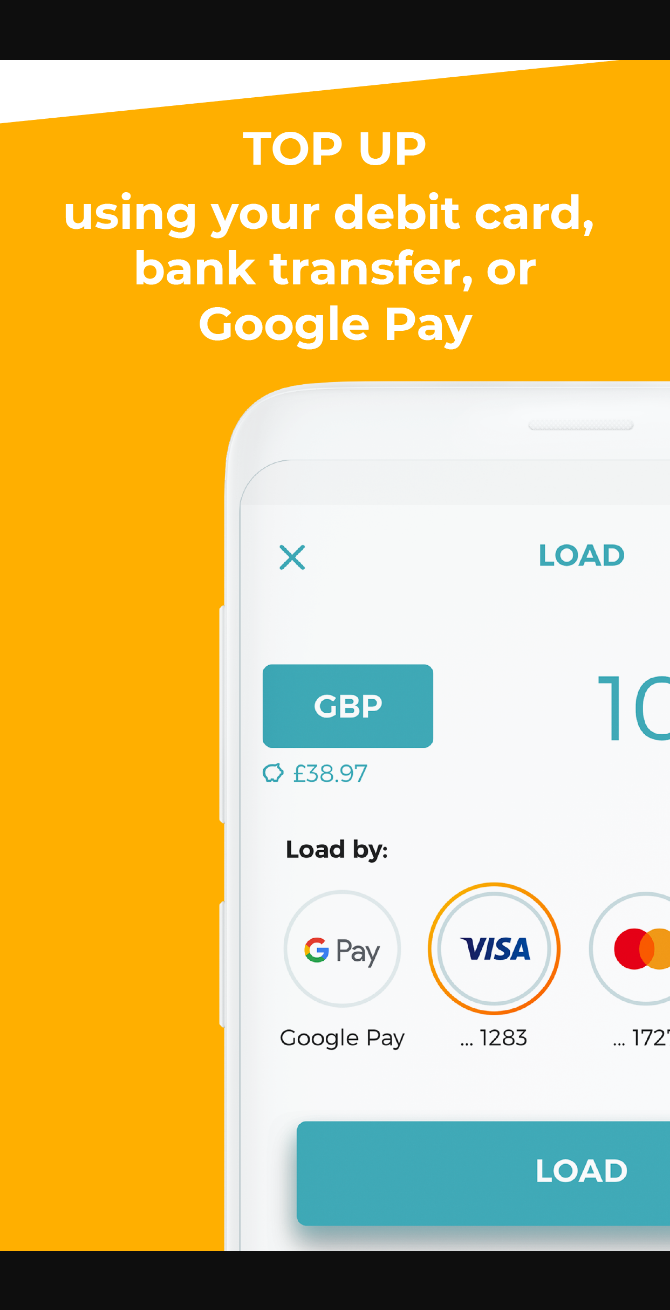 TOP UP
using your debit card,
bank transfer, or
Google Pay
LOAD
GBP
10
£38.97
Load by:
G Pay
VISA
Google Pay
... 1283
... 172
LOAD